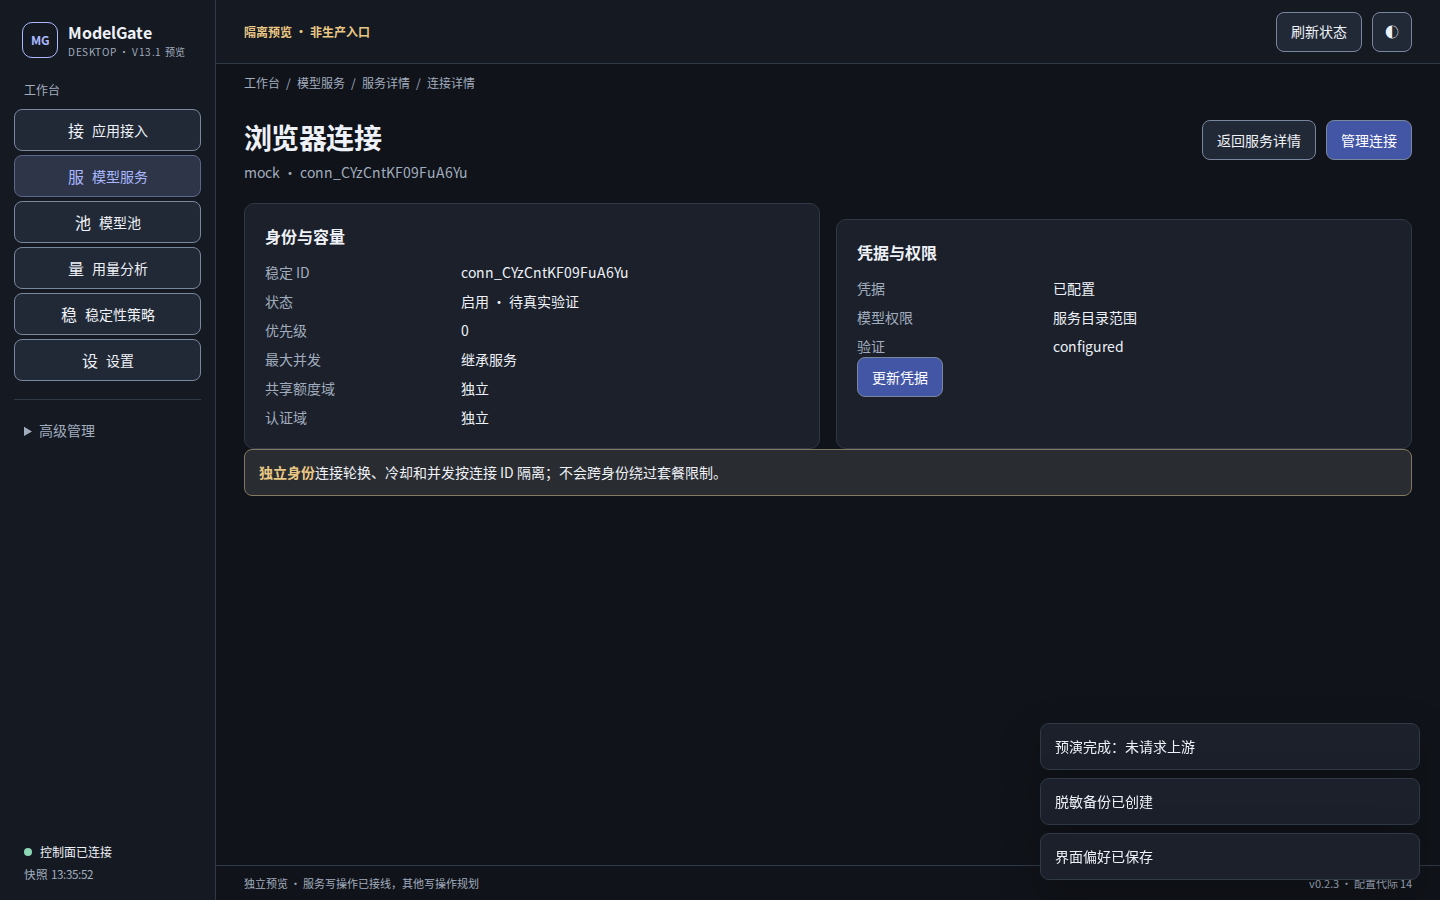 MG
ModelGate
DESKTOP · V13.1 预览
工作台
接 应用接入
服 模型服务
池 模型池
量 用量分析
稳 稳定性策略
设 设置
▶ 高级管理
控制面已连接
快照 13:35:52
隔离预览 · 非生产入口
刷新状态
工作台 / 模型服务 / 服务详情 / 连接详情
浏览器连接
mock · conn_CYzCntKF09FuA6Yu
返回服务详情
管理连接
身份与容量
稳定 ID conn_CYzCntKF09FuA6Yu
状态 启用 · 待真实验证
优先级 0
最大并发 继承服务
共享额度域 独立
认证域 独立
凭据与权限
凭据 已配置
模型权限 服务目录范围
验证 configured
更新凭据
独立身份连接轮换、冷却和并发按连接 ID 隔离；不会跨身份绕过套餐限制。
预演完成：未请求上游
脱敏备份已创建
界面偏好已保存
独立预览 · 服务写操作已接线，其他写操作规划
v0.2.3 · 配置代际 14